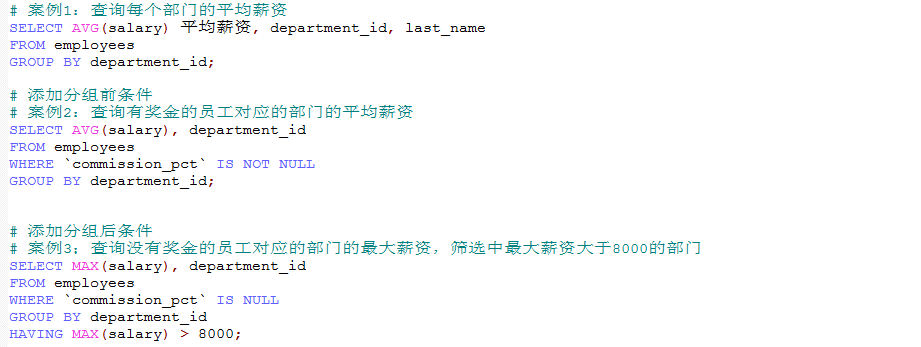 # 案例1：查询每个部门的平均薪资
SELECT AVG(salary) 平均薪资, department_id, last_name
FROM employees
GROUP BY department_id;
# 添加分组前条件
# 案例2：查询有奖金的员工对应的部门的平均薪资
SELECT AVG(salary), department_id
FROM employees
WHERE `commission_pct` IS NOT NULL
GROUP BY department_id;
# 添加分组后条件
# 案例3：查询没有奖金的员工对应的部门的最大薪资，筛选中最大薪资大于8000的部门
SELECT MAX(salary), department_id
FROM employees
WHERE `commission_pct` IS NULL
GROUP BY department_id
HAVING MAX(salary) > 8000;